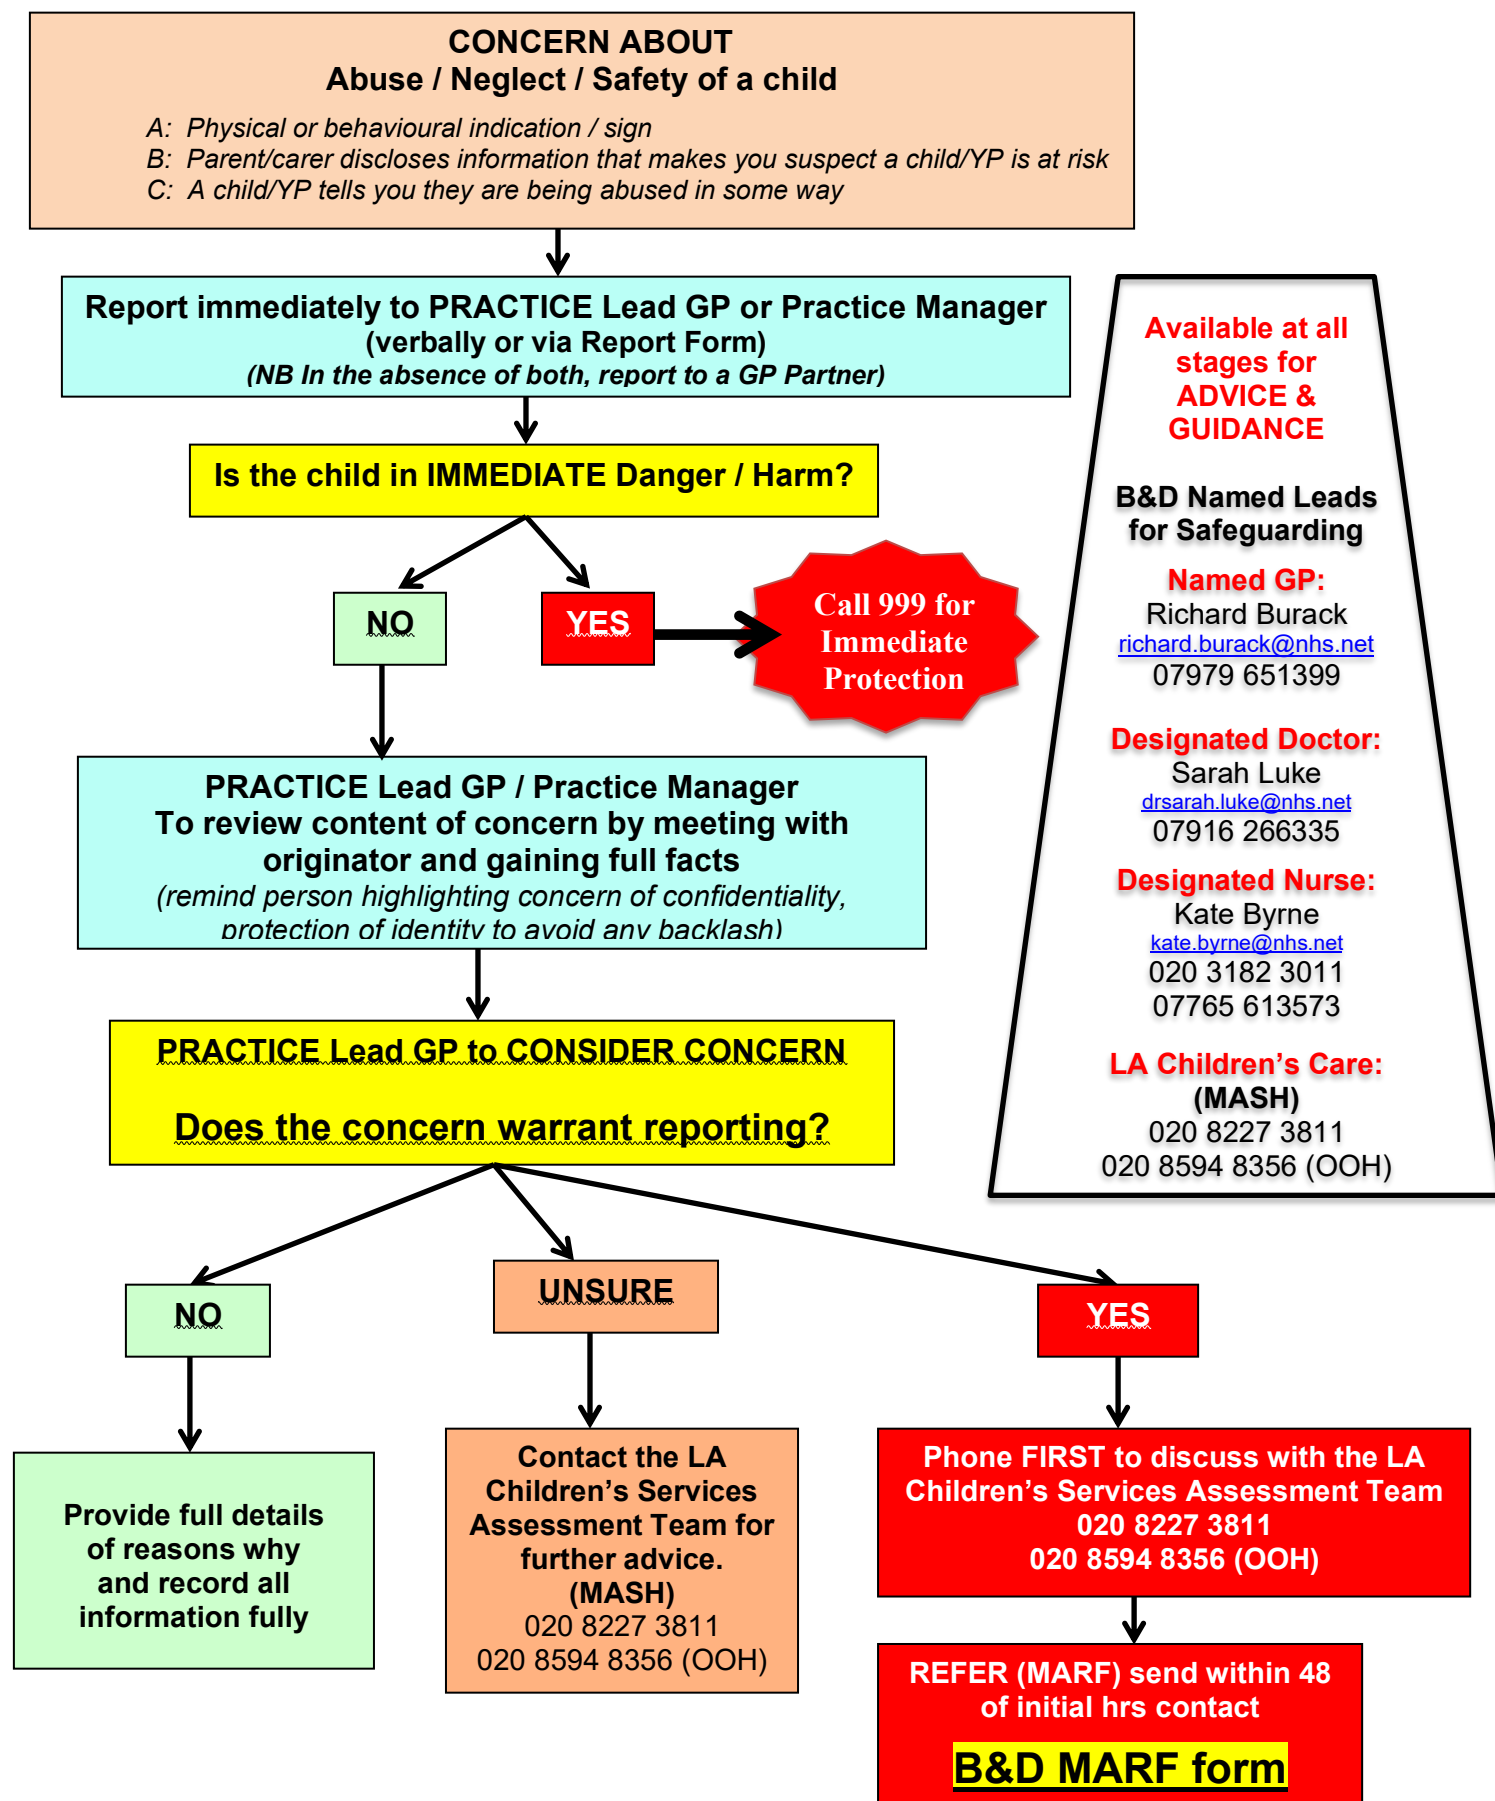 CONCERN ABOUT
Abuse / Neglect / Safety of a child
A: Physical or behavioural indication / sign
B: Parent/carer discloses information that makes you suspect a child/YP is at risk
C: A child/YP tells you they are being abused in some way
Report immediately to PRACTICE Lead GP or Practice Manager
(verbally or via Report Form)
(NB In the absence of both, report to a GP Partner)
Is the child in IMMEDIATE Danger / Harm?
NO
YES
Call 999 for
Immediate
Protection
PRACTICE Lead GP / Practice Manager
To review content of concern by meeting with
originator and gaining full facts
(remind person highlighting concern of confidentiality,
protection of identity to avoid any backlash)
PRACTICE Lead GP to CONSIDER CONCERN
Does the concern warrant reporting?
Available at all
stages for
ADVICE &
GUIDANCE
B&D Named Leads
for Safeguarding
Named GP:
Richard Burack
richard.burack@nhs.net
07979 651399
Designated Doctor:
Sarah Luke
drsarah.luke@nhs.net
07916 266335
Designated Nurse:
Kate Byrne
kate.byrne@nhs.net
020 3182 3011
07765 613573
LA Children’s Care:
(MASH)
020 8227 3811
020 8594 8356 (OOH)
NO
Provide full details
of reasons why
and record all
information fully
UNSURE
Contact the LA
Children’s Services
Assessment Team for
further advice.
(MASH)
020 8227 3811
020 8594 8356 (OOH)
YES
Phone FIRST to discuss with the LA
Children’s Services Assessment Team
020 8227 3811
020 8594 8356 (OOH)
REFER (MARF) send within 48
of initial hrs contact
B&D MARF form